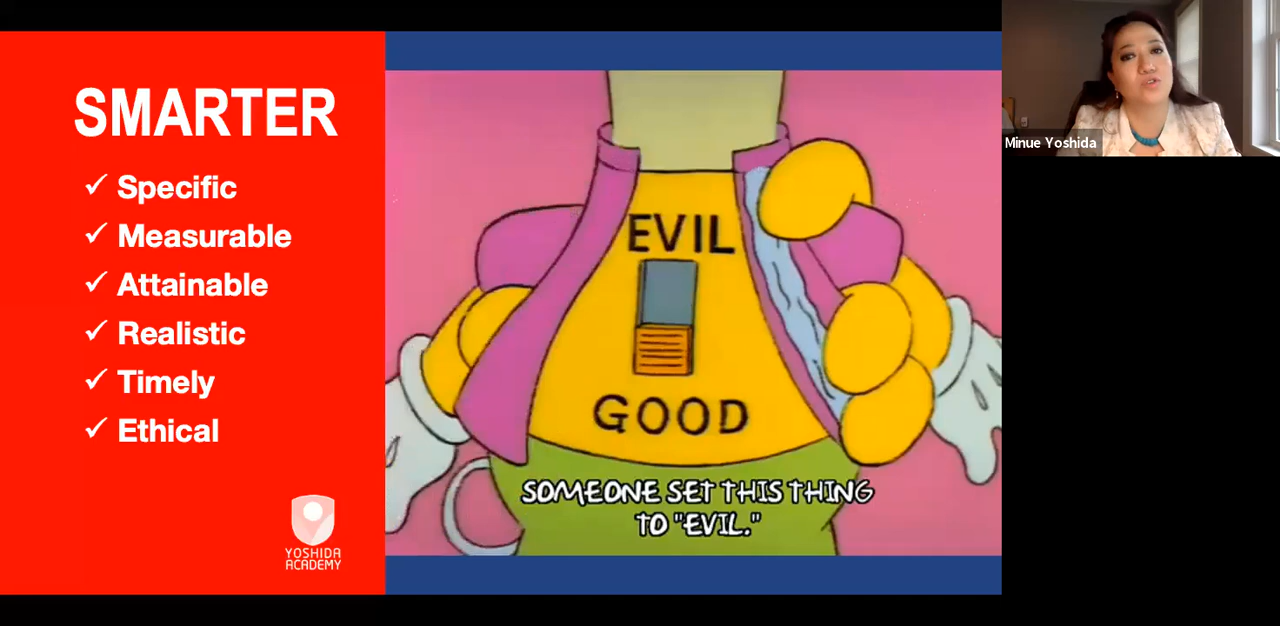 SMARTER
✓ Specific
✓ Measurable
✓ Attainable
✓ Realistic
✓ Timely
✓ Ethical
YOSHIDA
ACADEMY
EVIL
GOOD
SOMEONE SET THIS THING
TO "EVIL."
Minue Yoshida